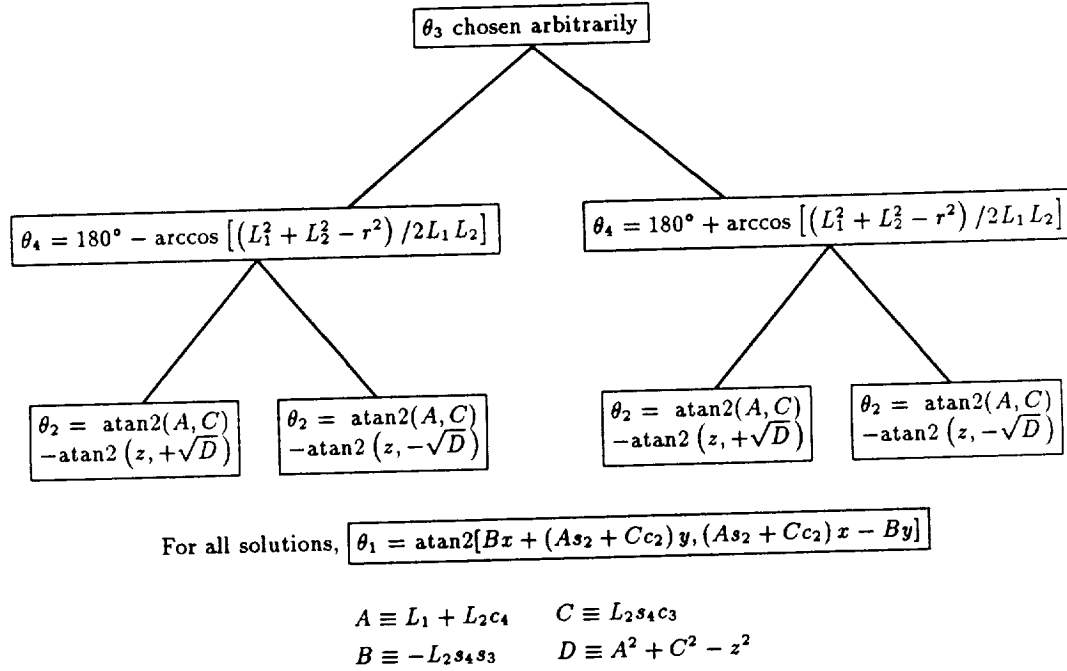 θ₃ chosen arbitrarily
θ₄ = 180° − arccos [(L₁² + L₂² − r²) /2L₁L₂]
θ₄ = 180° + arccos [(L₁² + L₂² − r²) /2L₁L₂]
θ₂ = atan2(A, C)
−atan2 (z, +√D)
θ₂ = atan2(A, C)
−atan2 (z, −√D)
θ₂ = atan2(A, C)
−atan2 (z, +√D)
θ₂ = atan2(A, C)
−atan2 (z, −√D)
For all solutions, θ₁ = atan2[Bx + (As₂ + Cc₂) y, (As₂ + Cc₂) x − By]
A ≡ L₁ + L₂c₄ C ≡ L₂s₄c₃
B ≡ −L₂s₄s₃ D ≡ A² + C² − z²